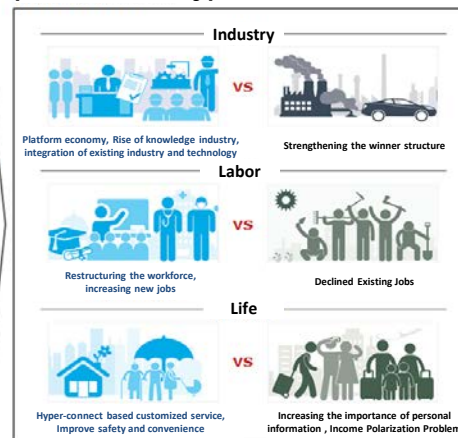 Industry
VS
Platform economy, Rise of knowledge industry,
integration of existing industry and technology
Strengthening the winner structure
Labor
VS
Restructuring the workforce,
increasing new jobs
Declined Existing Jobs
Life
VS
Hyper-connect based customized service,
Improve safety and convenience
Increasing the importance of personal
information , Income Polarization Problem